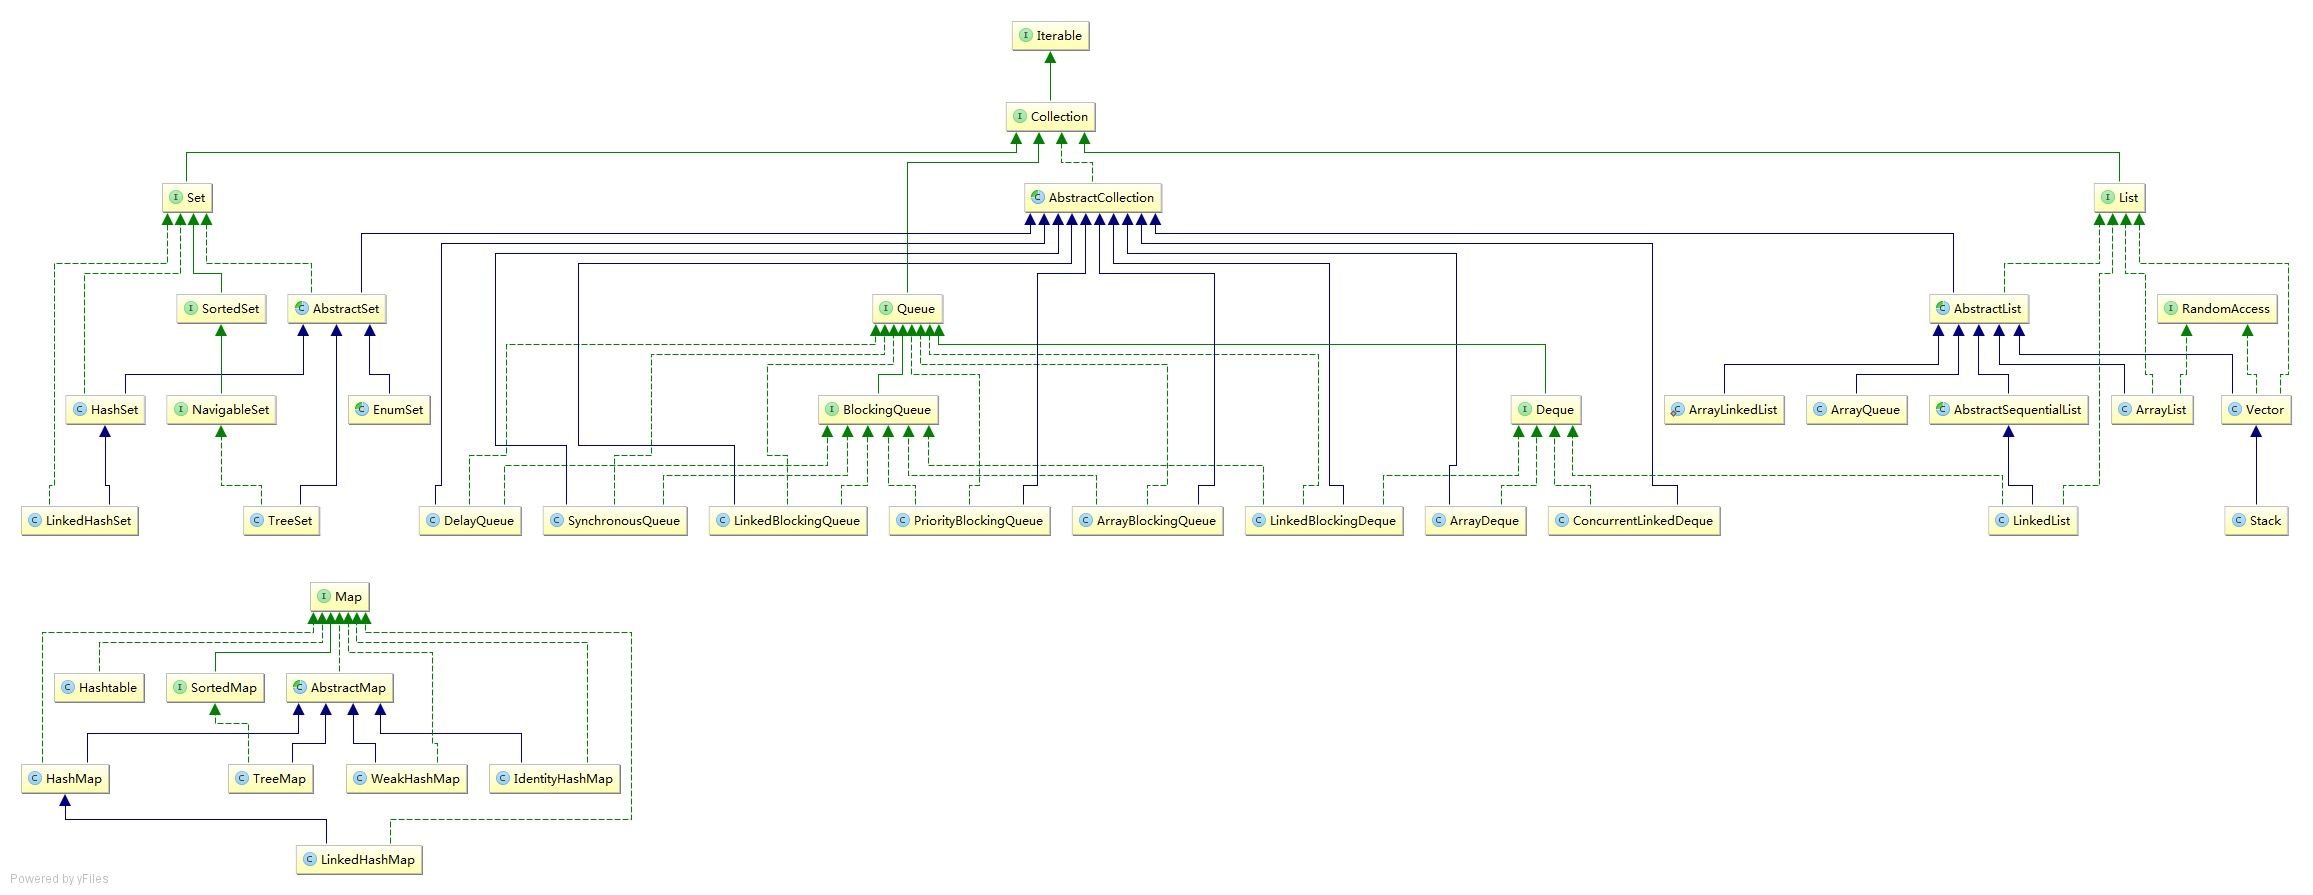 I Iterable
I Collection
I Set
C AbstractCollection
I List
I SortedSet
C AbstractSet
I Queue
C AbstractList
I RandomAccess
C HashSet
I NavigableSet
C EnumSet
I BlockingQueue
I Deque
C ArrayLinkedList
C ArrayQueue
C AbstractSequentialList
C ArrayList
C Vector
C LinkedHashSet
C TreeSet
C DelayQueue
C SynchronousQueue
C LinkedBlockingQueue
C PriorityBlockingQueue
C ArrayBlockingQueue
C LinkedBlockingDeque
C ArrayDeque
C ConcurrentLinkedDeque
C LinkedList
C Stack
I Map
C Hashtable
I SortedMap
C AbstractMap
C HashMap
C TreeMap
C WeakHashMap
C IdentityHashMap
C LinkedHashMap
Powered by yFiles